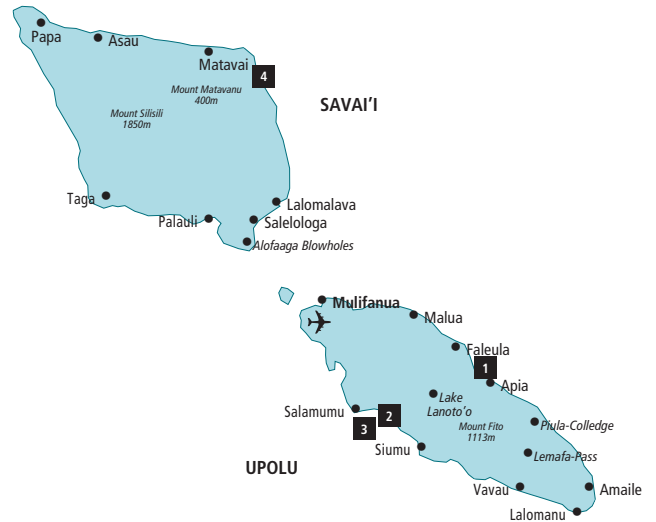 Papa
Asau
Matavai
4
Mount Matavanu
400m
SAVAI'I
Mount Silisili
1850m
Taga
Lalomalava
Palauli
Salelologa
Alofaaga Blowholes
Mulifanua
Malua
Faleula
1
Apia
Lake
Lanoto'o
Salamumu
2
3
Mount Fito
1113m
Piula-Colledge
Siumu
Lemafa-Pass
UPOLU
Vavau
Amaile
Lalomanu